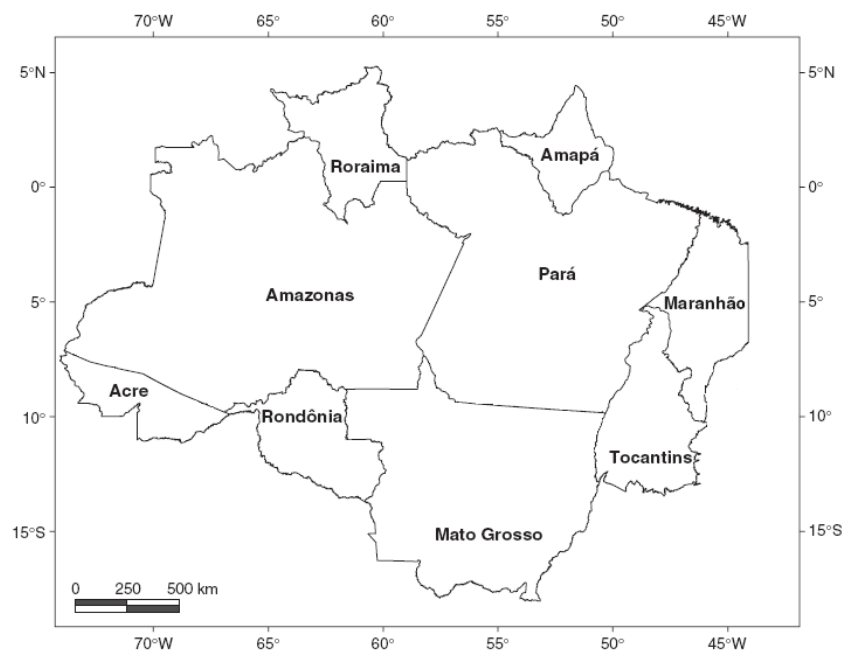 70°W 65° 60° 55° 50° 45°W
5°N 5°N
Roraima
Amapá
0° 0°
Amazonas
Pará
Maranhão
5° 5°
Acre
Rondônia
10° 10°
Tocantins
Mato Grosso
15°S 15°S
0 250 500 km
70°W 65° 60° 55° 50° 45°W